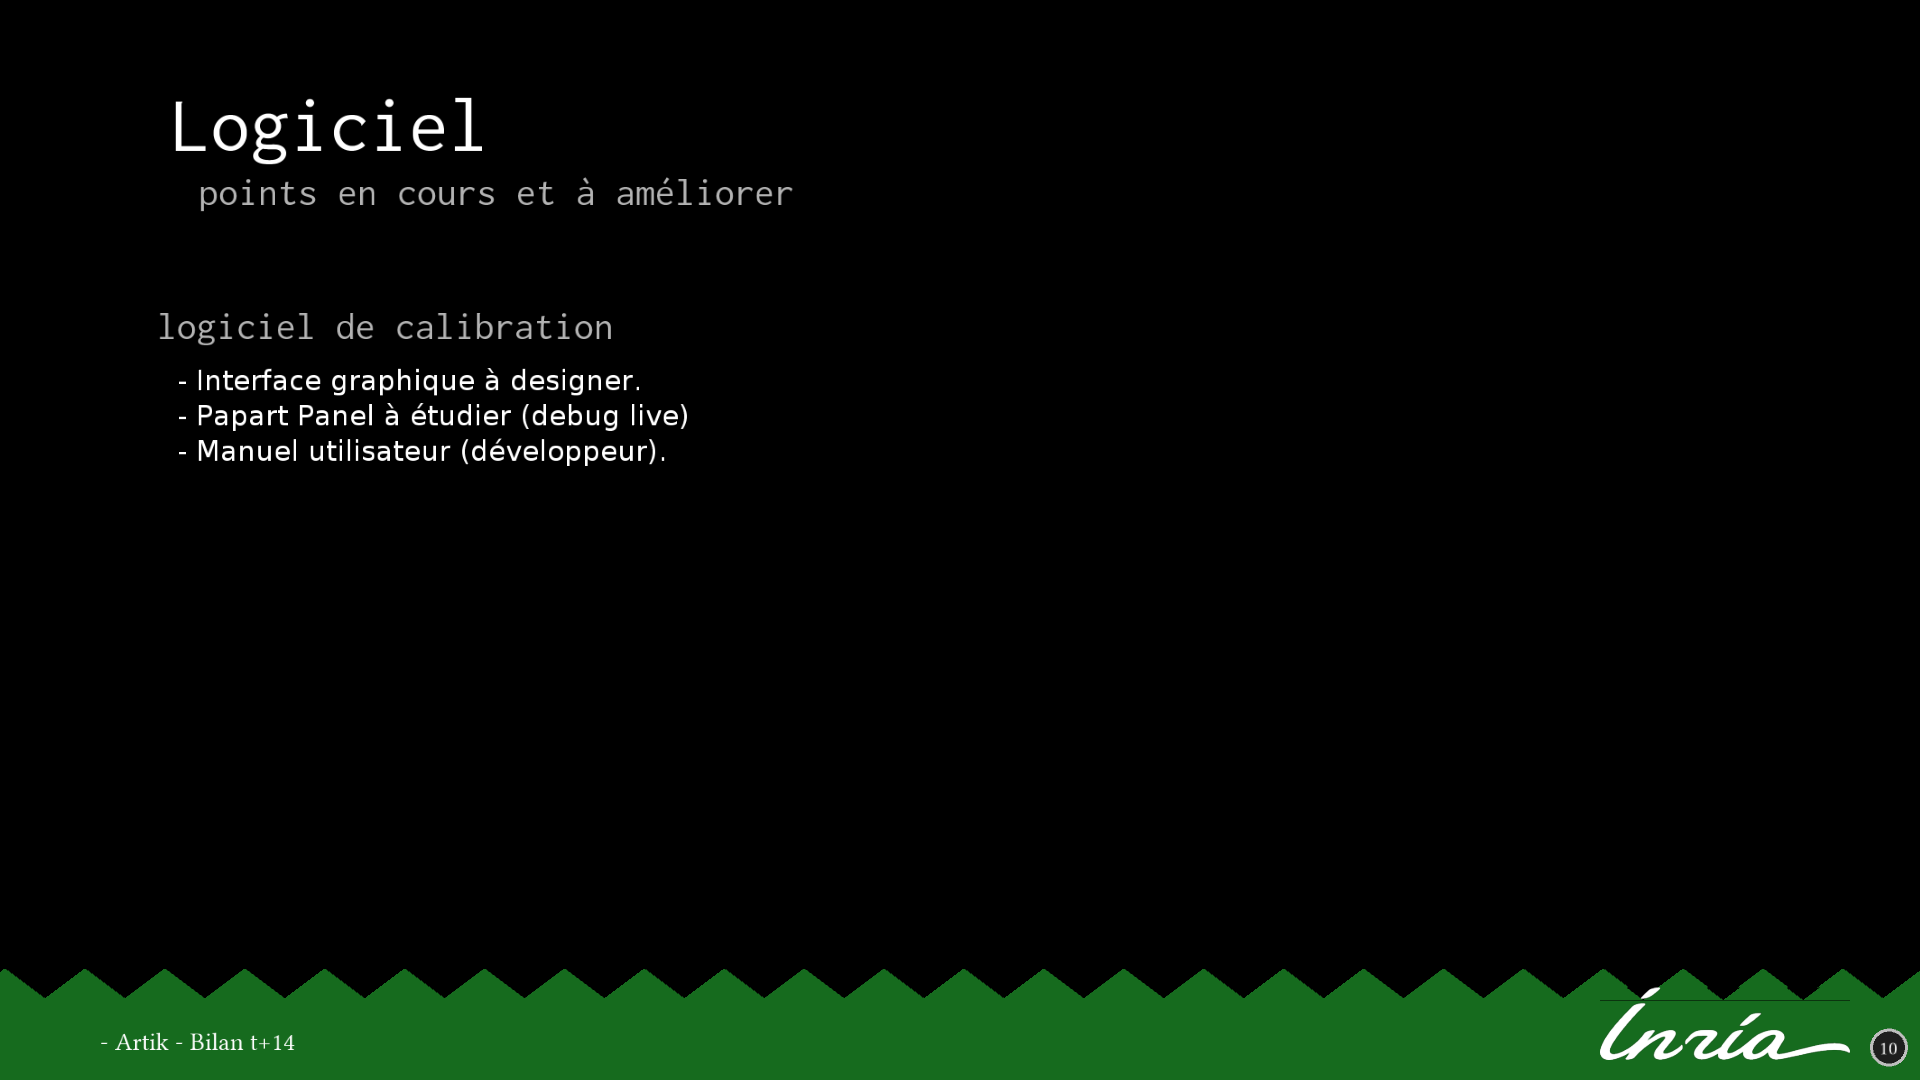 Logiciel
points en cours et à améliorer
logiciel de calibration
- Interface graphique à designer.
- Papart Panel à étudier (debug live)
- Manuel utilisateur (développeur).
- Artik - Bilan t+14
Inría
10